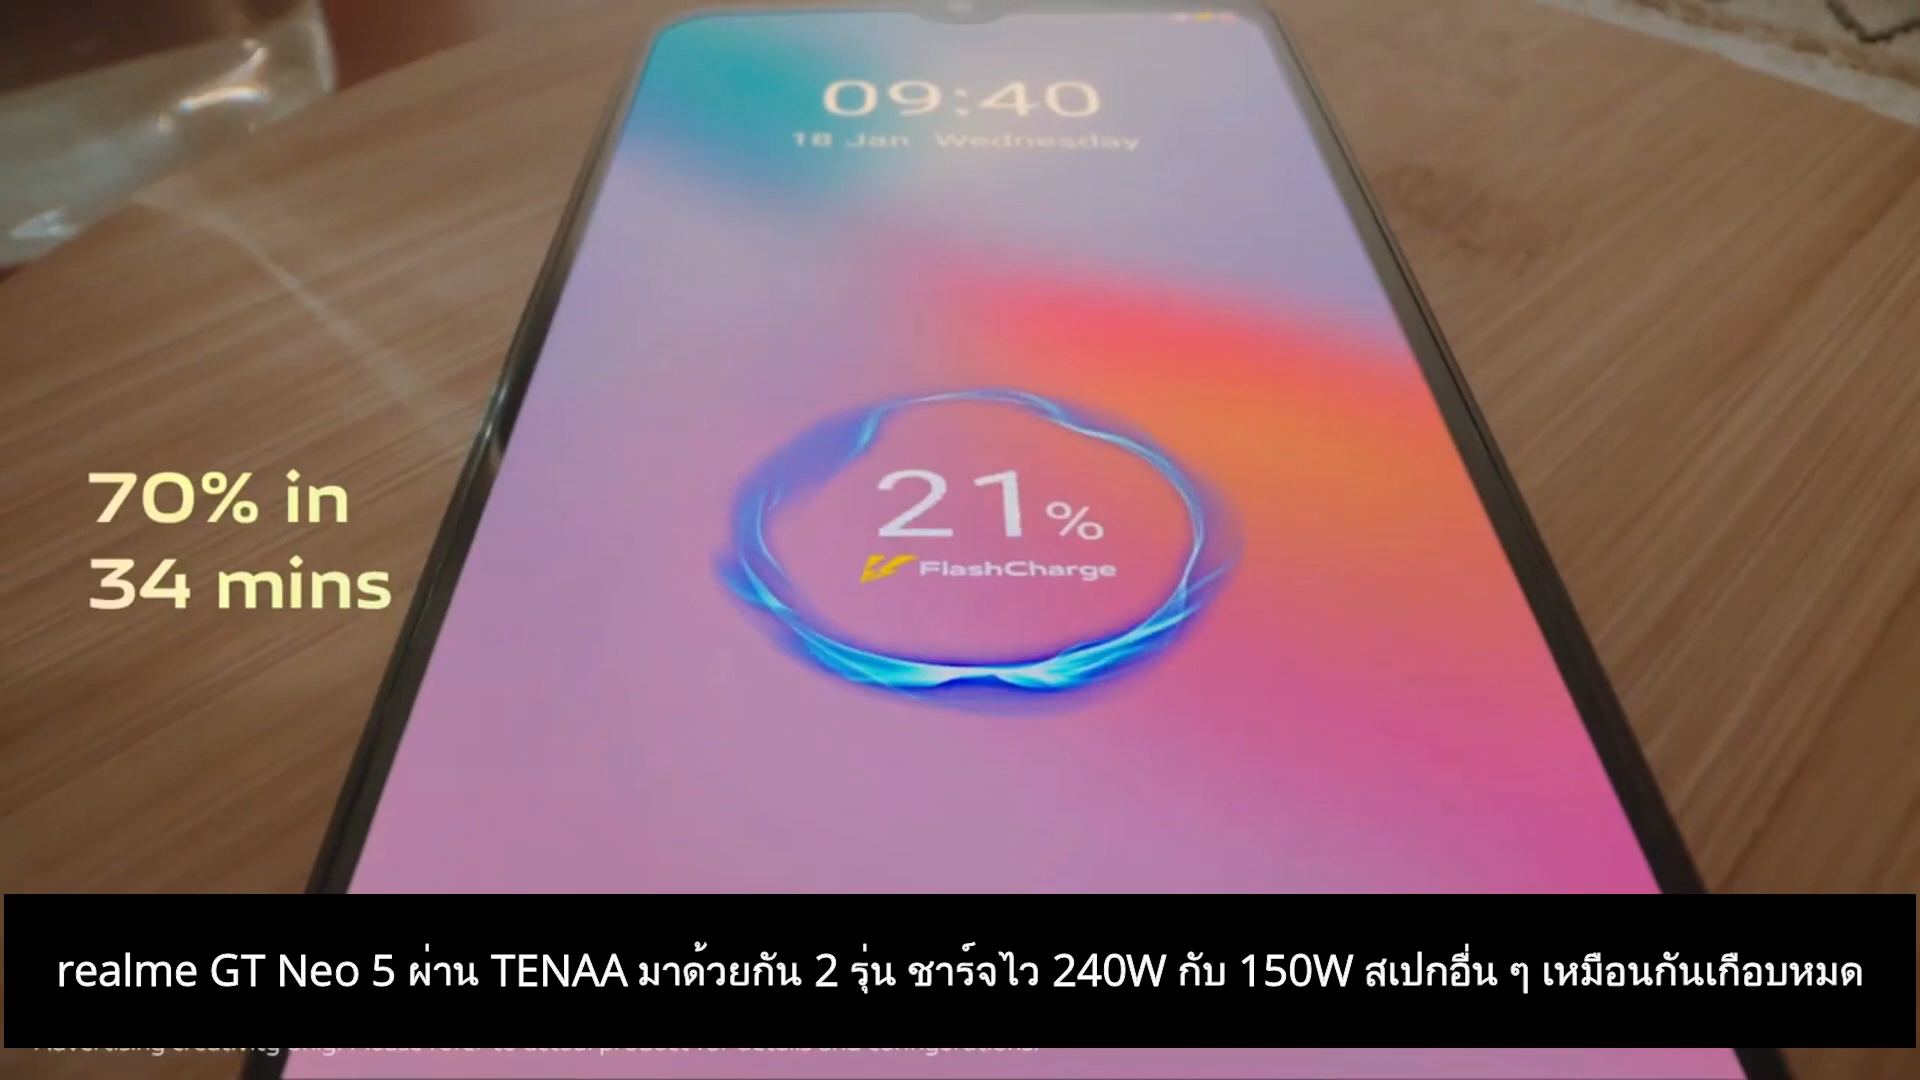 09:40
18 Jan Wednesday
70% in
34 mins
21%
FlashCharge
realme GT Neo 5 ผ่าน TENAA มาด้วยกัน 2 รุ่น ชาร์จไว 240W กับ 150W สเปกอื่น ๆ เหมือนกันเกือบหมด